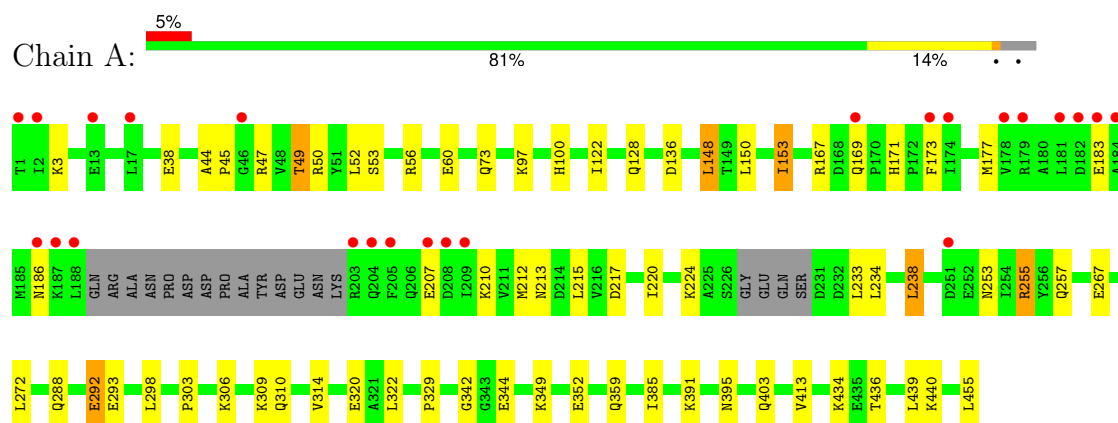 5%
Chain A:
81% 14% • •
T1 I2 K3 E13 L17 E38 A44 P45 G46 R47 V48 T49 R50 Y51 L52 S53 R56 E60 Q73 K97 H100 I122 Q128 D136 L148 T149 L150 I153 R167 D168 Q169 P170 H171 P172 F173 I174 M177 V178 R179 A180 L181 D182 E183 A184
M185 N186 K187 L188 GLN ARG ALA ASN PRO ASP ASP PRO ALA TYR ASP GLU ASN LYS R203 Q204 F205 Q206 E207 D208 I209 K210 V211 M212 N213 D214 L215 V216 D217 I220 K224 A225 S226 GLY GLU GLN SER D231 D232 L233 L234 L238 D251 E252 N253 I254 R255 Y256 Q257 E267
L272 Q288 E292 E293 L298 P303 K306 K309 Q310 V314 E320 A321 L322 P329 G342 G343 E344 K349 E352 Q359 I385 K391 N395 Q403 V413 K434 E435 T436 L439 K440 L455